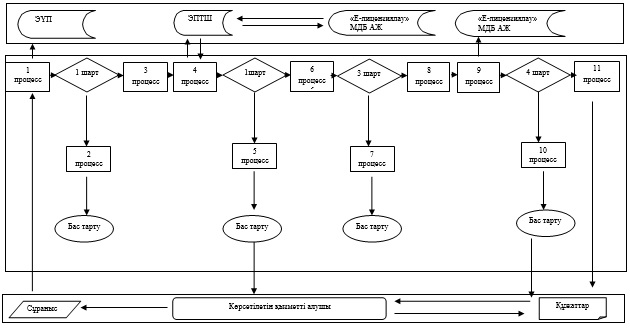 ЭҮП
ЭПТШ
«Е-лицензиялау»
МДБ АЖ
«Е-лицензиялау»
МДБ АЖ
1
процесс
1 шарт
3
процесс
4
процесс
1шарт
6
процесс
3 шарт
8
процесс
9
процесс
4 шарт
11
процесс
2
процесс
5
процесс
7
процесс
10
процесс
Бас тарту
Бас тарту
Бас тарту
Бас тарту
Сұраныс
Көрсетілетін қызметті алушы
Құжаттар